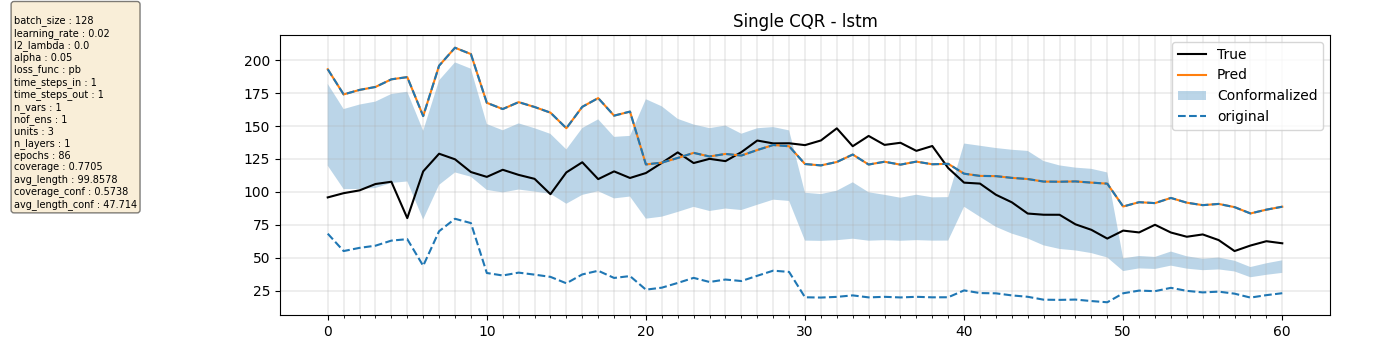 batch_size : 128
learning_rate : 0.02
l2_lambda : 0.0
alpha : 0.05
loss_func : pb
time_steps_in : 1
time_steps_out : 1
n_vars : 1
nof_ens : 1
units : 3
n_layers : 1
epochs : 86
coverage : 0.7705
avg_length : 99.8578
coverage_conf : 0.5738
avg_length_conf : 47.714
Single CQR - lstm
True
Pred
Conformalized
original
200
175
150
125
100
75
50
25
0 10 20 30 40 50 60